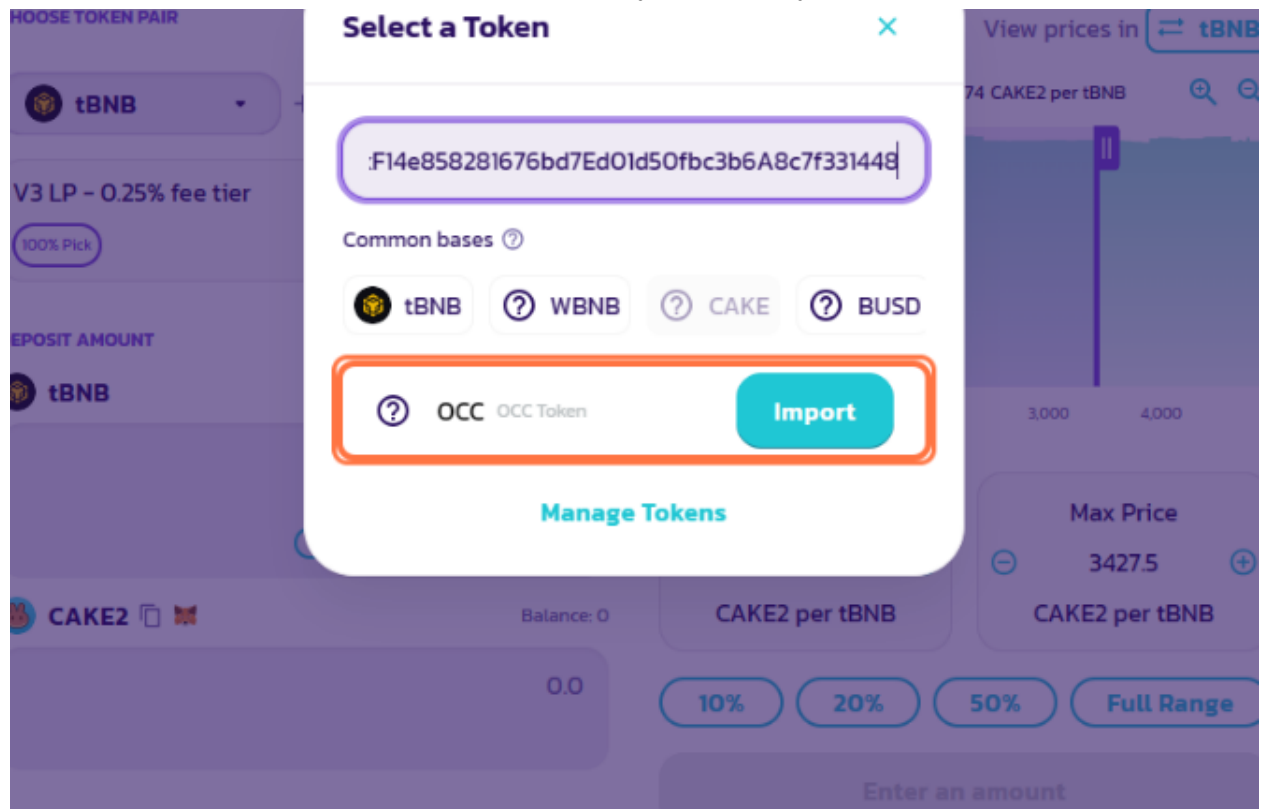 HOOSE TOKEN PAIR
Select a Token
View prices in tBNB
tBNB
74 CAKE2 per tBNB
:F14e858281676bd7Ed01d50fbc3b6A8c7f331448
V3 LP - 0.25% fee tier
100% Pick
Common bases
tBNB WBNB CAKE BUSD
EPOSIT AMOUNT
tBNB
OCC OCC Token Import
3,000 4,000
Manage Tokens
Max Price
3427.5
CAKE2 Balance: 0
CAKE2 per tBNB CAKE2 per tBNB
0.0
10% 20% 50% Full Range
Enter an amount